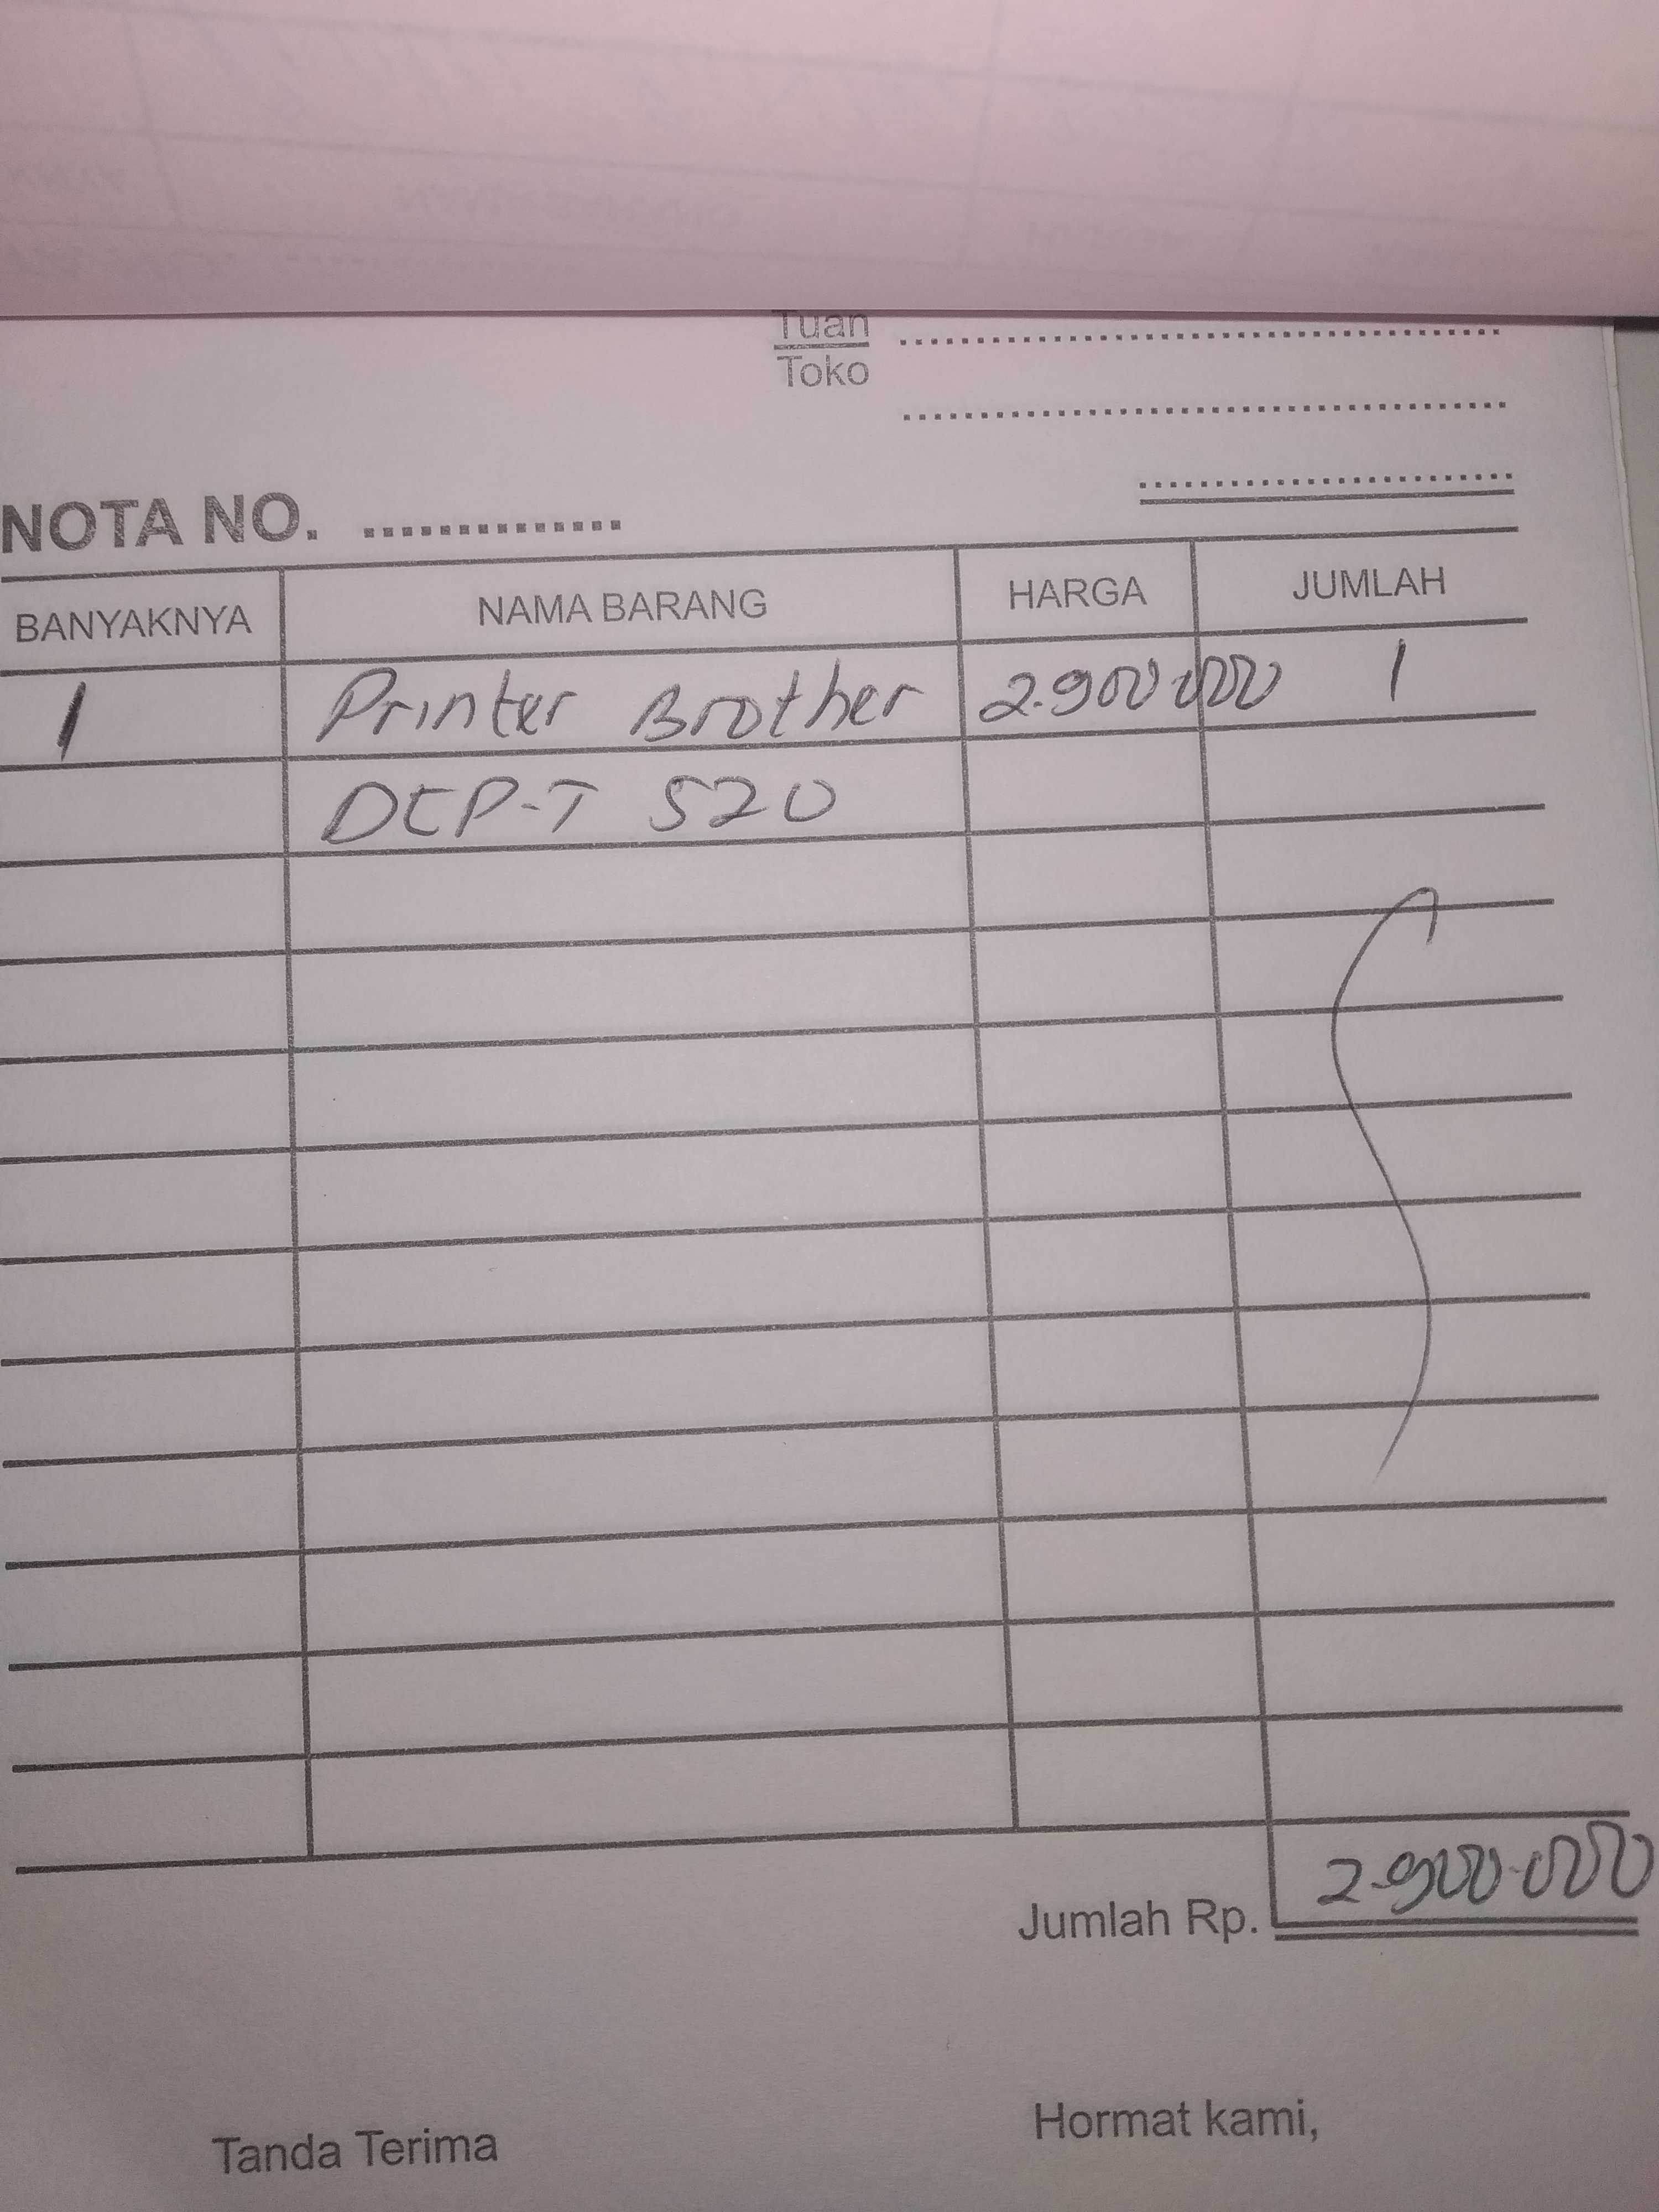 Tuan
Toko
NOTA NO. ...............
BANYAKNYA NAMA BARANG HARGA JUMLAH
1 Printer Brother 2.900.000 1
DCP-T 520
Jumlah Rp. 2.900.000
Tanda Terima Hormat kami,